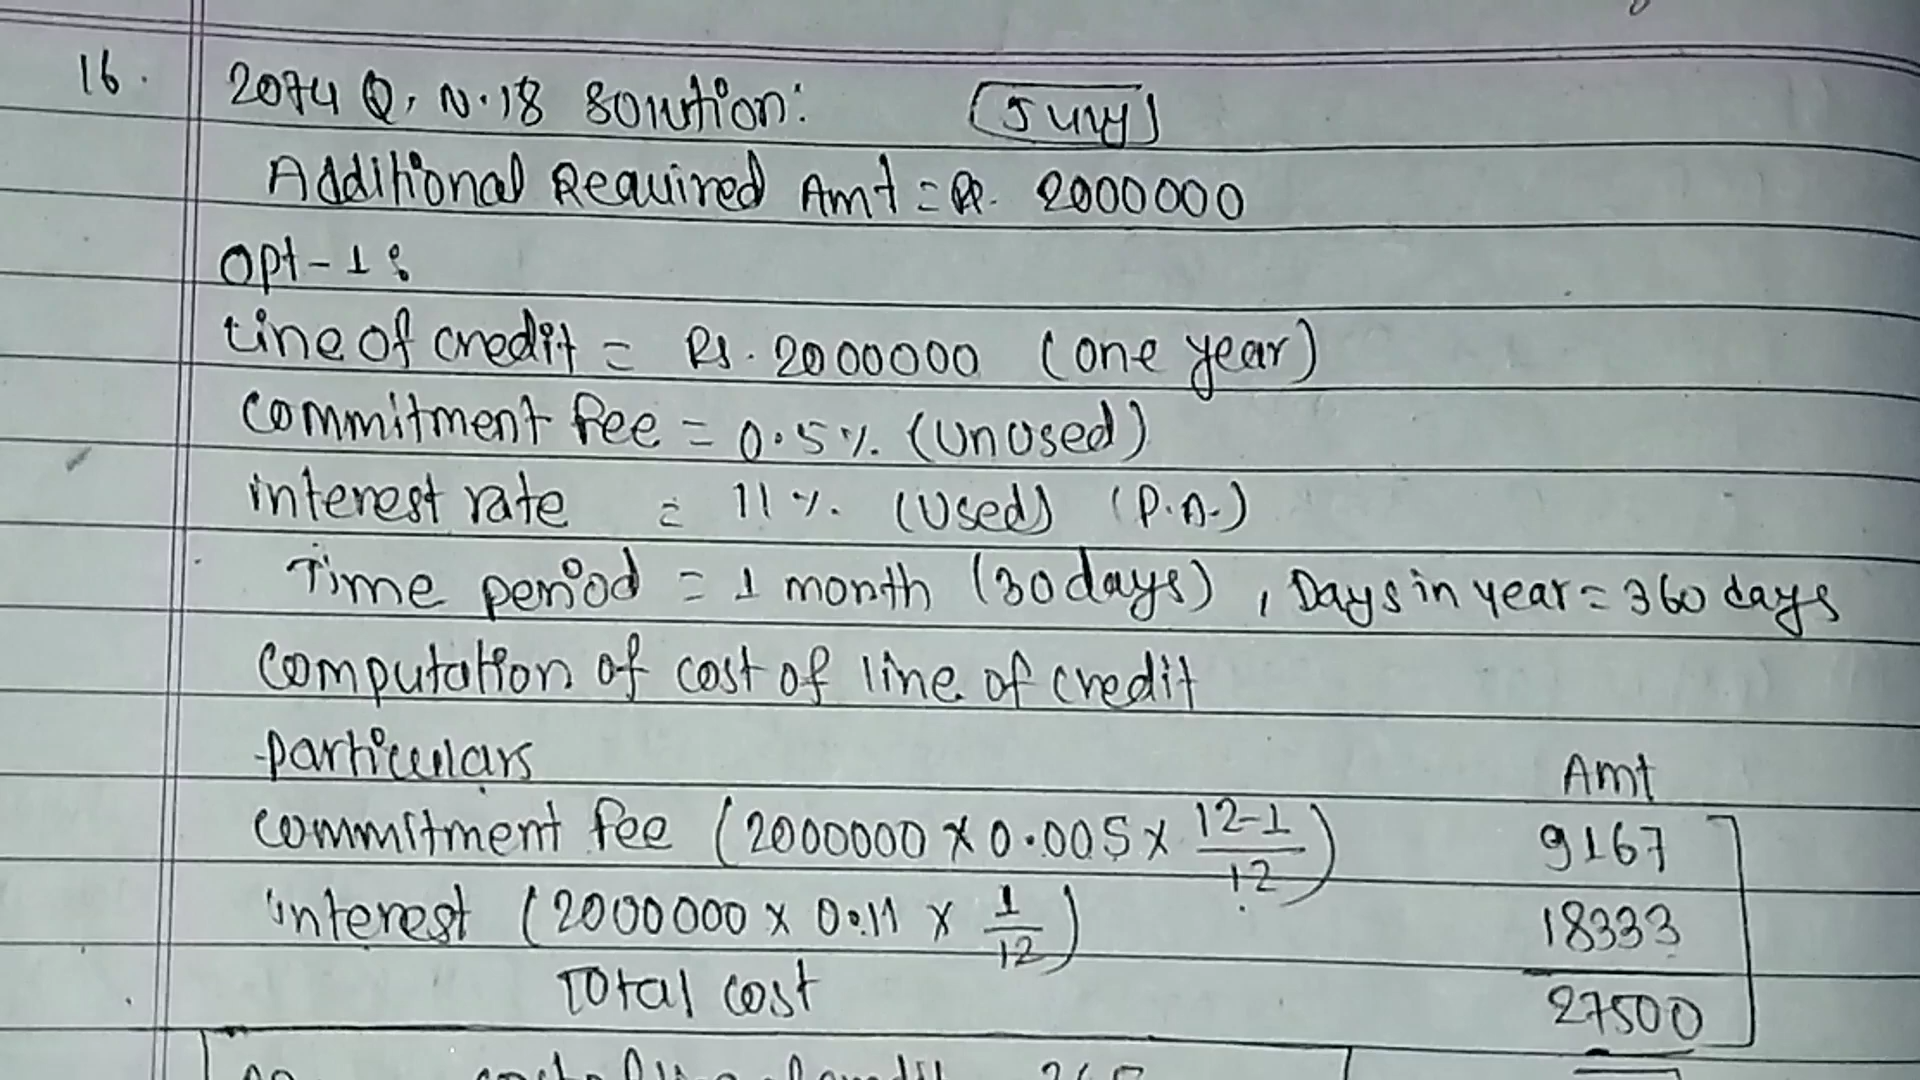 16. 2074 Q. N. 18 Solution: [July]
Additional Required Amt = Rs. 2000000
Opt-1:
Line of credit = Rs. 2000000 (one year)
Commitment fee = 0.5% (Unused)
interest rate = 11% (Used) (P.A.)
Time period = 1 month (30 days), Days in year = 360 days
Computation of cost of line of credit
particulars Amt
Commitment fee (2000000 x 0.005 x 12-1/12) 9167
interest (2000000 x 0.11 x 1/12) 18333
Total cost 27500